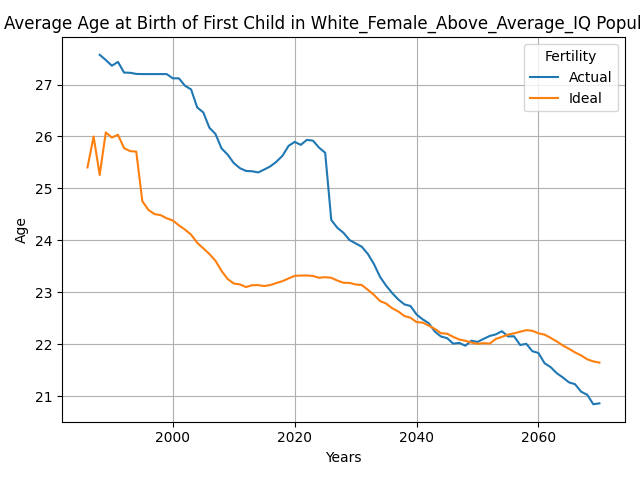 Average Age at Birth of First Child in White_Female_Above_Average_IQ Popul
Fertility
Actual
Ideal
27
26
25
24
23
22
21
Age
2000 2020 2040 2060
Years